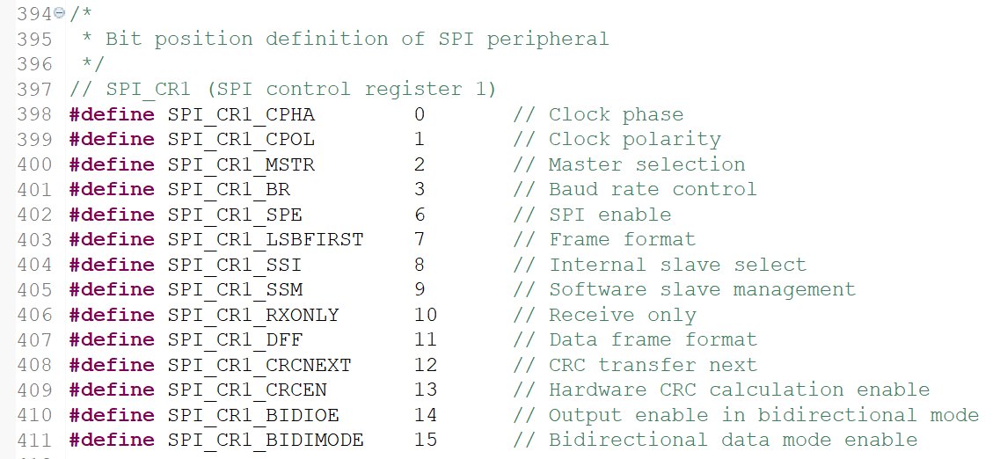 394 /*
395  * Bit position definition of SPI peripheral
396  */
397 // SPI_CR1 (SPI control register 1)
398 #define SPI_CR1_CPHA        0       // Clock phase
399 #define SPI_CR1_CPOL        1       // Clock polarity
400 #define SPI_CR1_MSTR        2       // Master selection
401 #define SPI_CR1_BR          3       // Baud rate control
402 #define SPI_CR1_SPE         6       // SPI enable
403 #define SPI_CR1_LSBFIRST    7       // Frame format
404 #define SPI_CR1_SSI         8       // Internal slave select
405 #define SPI_CR1_SSM         9       // Software slave management
406 #define SPI_CR1_RXONLY      10      // Receive only
407 #define SPI_CR1_DFF         11      // Data frame format
408 #define SPI_CR1_CRCNEXT     12      // CRC transfer next
409 #define SPI_CR1_CRCEN       13      // Hardware CRC calculation enable
410 #define SPI_CR1_BIDIOE      14      // Output enable in bidirectional mode
411 #define SPI_CR1_BIDIMODE    15      // Bidirectional data mode enable